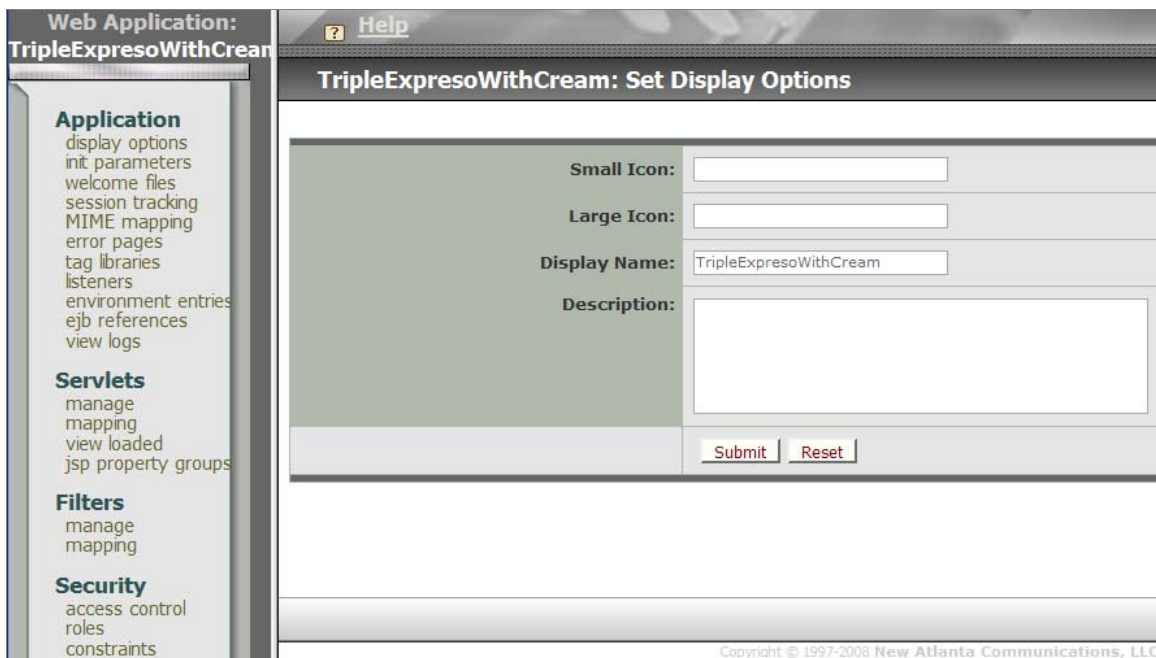 Web Application:
TripleExpresoWithCream
Application
display options
init parameters
welcome files
session tracking
MIME mapping
error pages
tag libraries
listeners
environment entries
ejb references
view logs
Servlets
manage
mapping
view loaded
jsp property groups
Filters
manage
mapping
Security
access control
roles
constraints
? Help
TripleExpresoWithCream: Set Display Options
Small Icon:
Large Icon:
Display Name: TripleExpresoWithCream
Description:
Submit Reset
Copyright © 1997-2008 New Atlanta Communications, LLC